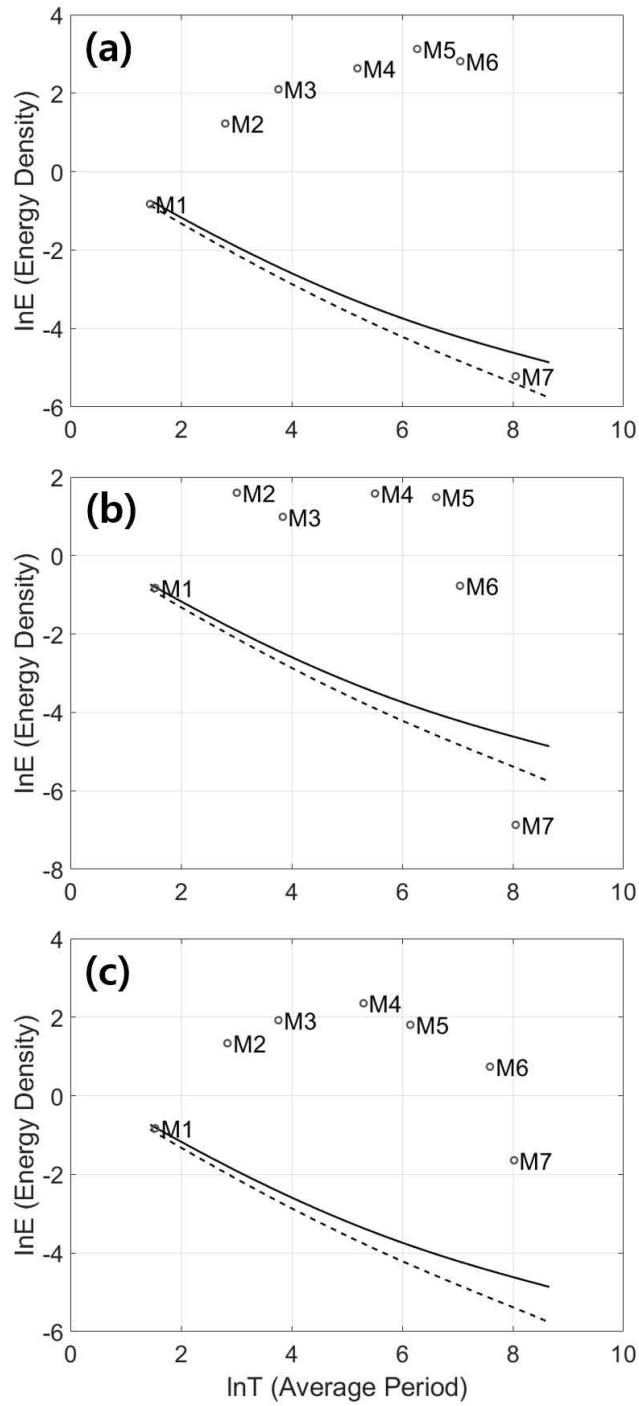 (a)
4
2
0
-2
-4
-6
lnE (Energy Density)
M1
M2
M3
M4
M5
M6
M7
0 2 4 6 8 10
(b)
2
0
-2
-4
-6
-8
lnE (Energy Density)
M1
M2
M3
M4
M5
M6
M7
0 2 4 6 8 10
(c)
4
2
0
-2
-4
-6
lnE (Energy Density)
M1
M2
M3
M4
M5
M6
M7
0 2 4 6 8 10
lnT (Average Period)